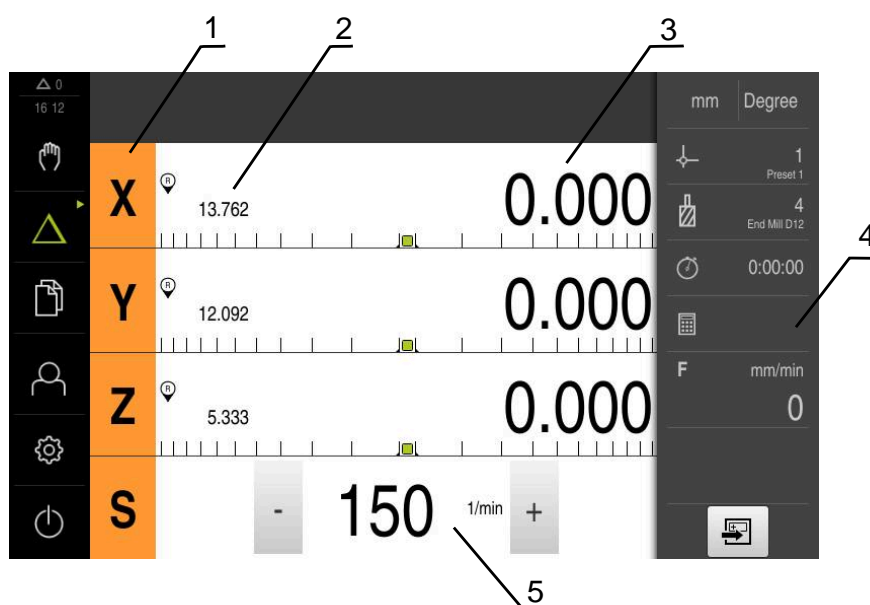 1
2
3
0
16 12
mm
Degree
X
R
13.762
0.000
1
Preset 1
4
End Mill D12
Y
R
12.092
0.000
0:00:00
4
Z
R
5.333
0.000
F
mm/min
0
S
-
150
1/min
+
5